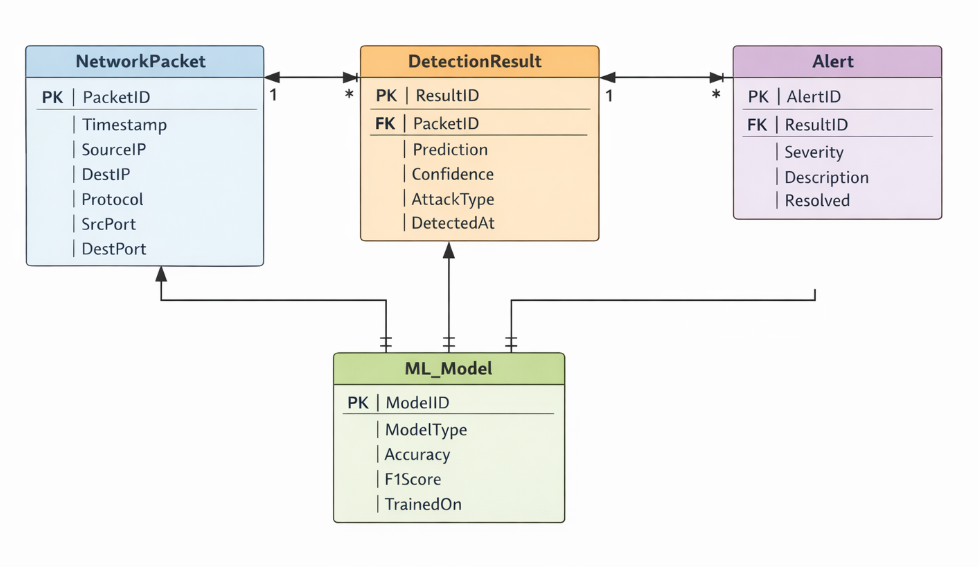 NetworkPacket
PK | PacketID
Timestamp
SourceIP
DestIP
Protocol
SrcPort
DestPort
1
*
DetectionResult
PK | ResultID
FK | PacketID
Prediction
Confidence
AttackType
DetectedAt
1
*
Alert
PK | AlertID
FK | ResultID
Severity
Description
Resolved
ML_Model
PK | ModelID
ModelType
Accuracy
F1Score
TrainedOn